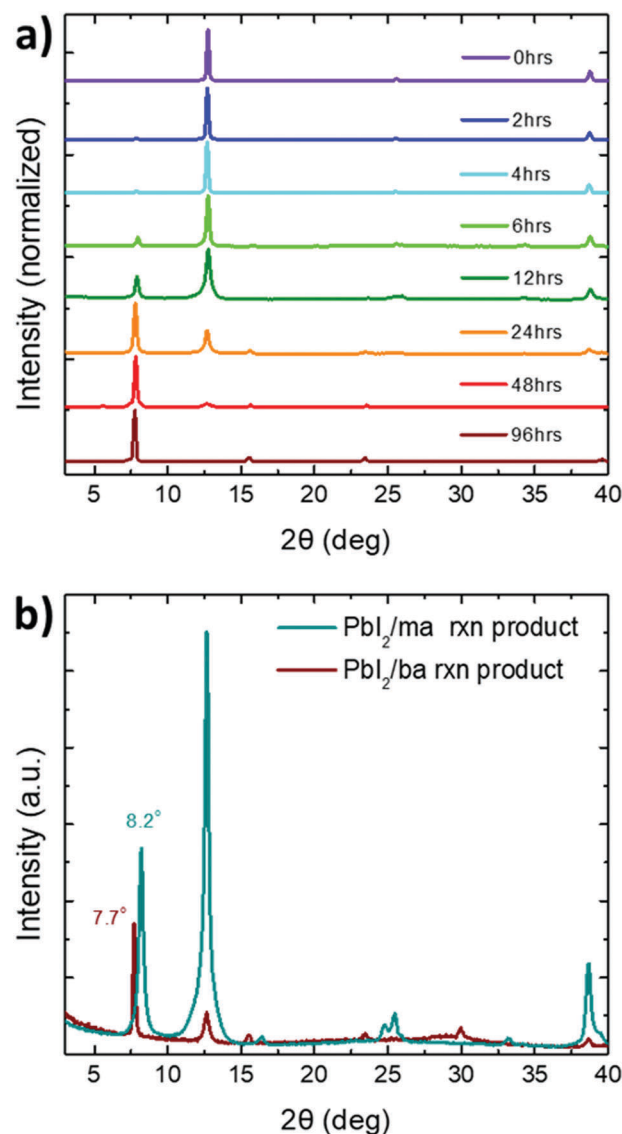 a)
0hrs
2hrs
4hrs
6hrs
12hrs
24hrs
48hrs
96hrs
Intensity (normalized)
5 10 15 20 25 30 35 40
2θ (deg)
b)
PbI₂/ma rxn product
PbI₂/ba rxn product
8.2°
7.7°
Intensity (a.u.)
5 10 15 20 25 30 35 40
2θ (deg)